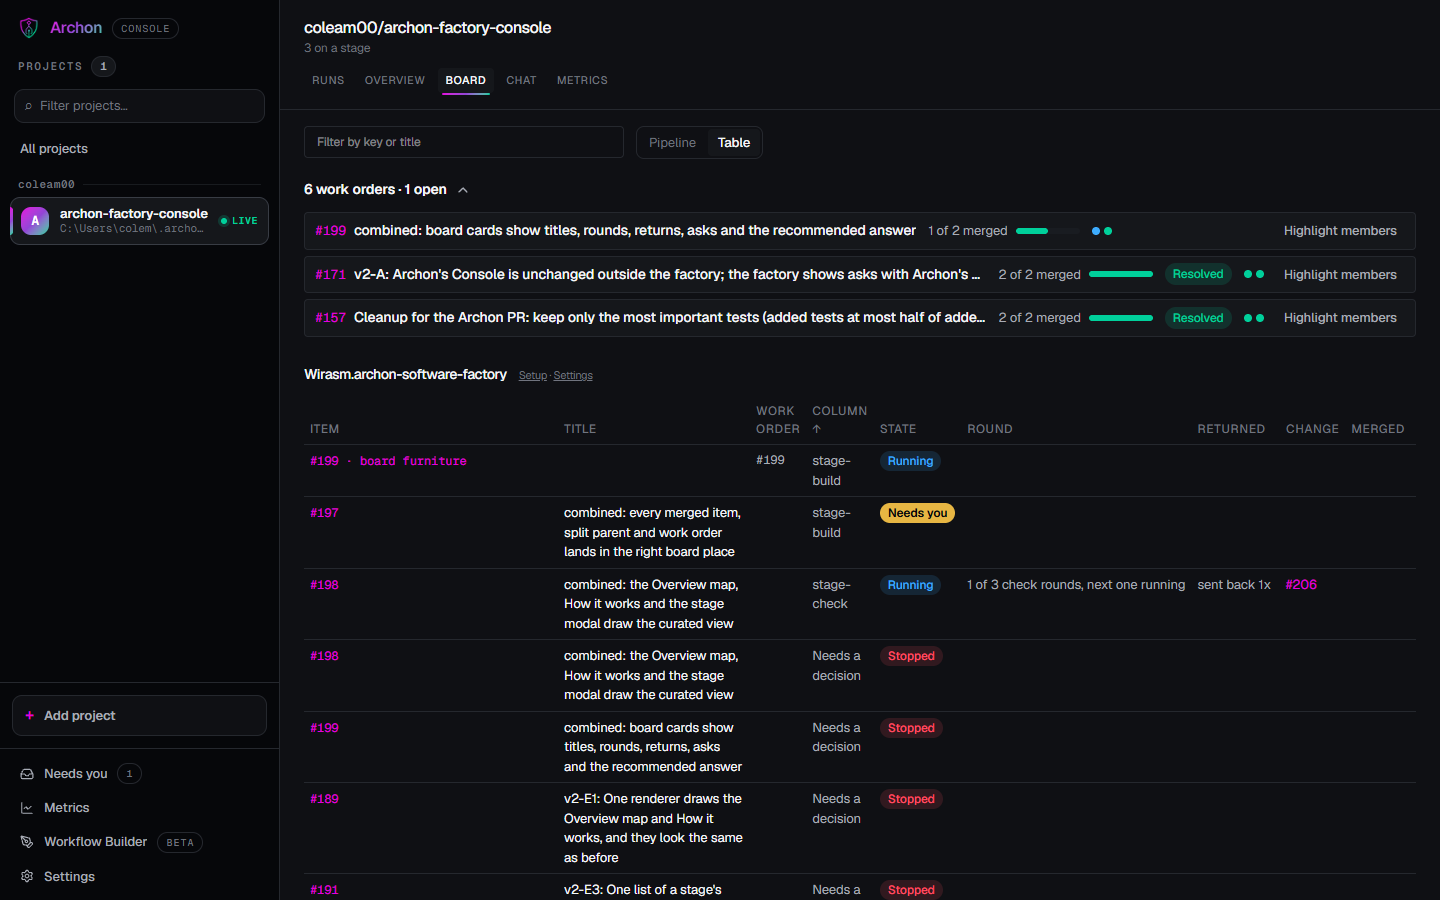 Archon CONSOLE
PROJECTS 1
Filter projects...
All projects
coleam00
A archon-factory-console LIVE
C:\Users\colem\.archo…
+ Add project
Needs you 1
Metrics
Workflow Builder BETA
Settings
coleam00/archon-factory-console
3 on a stage
RUNS OVERVIEW BOARD CHAT METRICS
Filter by key or title Pipeline Table
6 work orders · 1 open
#199 combined: board cards show titles, rounds, returns, asks and the recommended answer 1 of 2 merged Highlight members
#171 v2-A: Archon's Console is unchanged outside the factory; the factory shows asks with Archon's … 2 of 2 merged Resolved Highlight members
#157 Cleanup for the Archon PR: keep only the most important tests (added tests at most half of adde… 2 of 2 merged Resolved Highlight members
Wirasm.archon-software-factory Setup · Settings
WORK COLUMN
ITEM TITLE ORDER ↑ STATE ROUND RETURNED CHANGE MERGED
#199 · board furniture #199 stage- Running
build
#197 combined: every merged item, stage- Needs you
split parent and work order build
lands in the right board place
#198 combined: the Overview map, stage- Running 1 of 3 check rounds, next one running sent back 1x #206
How it works and the stage check
modal draw the curated view
#198 combined: the Overview map, Needs a Stopped
How it works and the stage decision
modal draw the curated view
#199 combined: board cards show Needs a Stopped
titles, rounds, returns, asks decision
and the recommended answer
#189 v2-E1: One renderer draws the Needs a Stopped
Overview map and How it decision
works, and they look the same
as before
#191 v2-E3: One list of a stage's Needs a Stopped